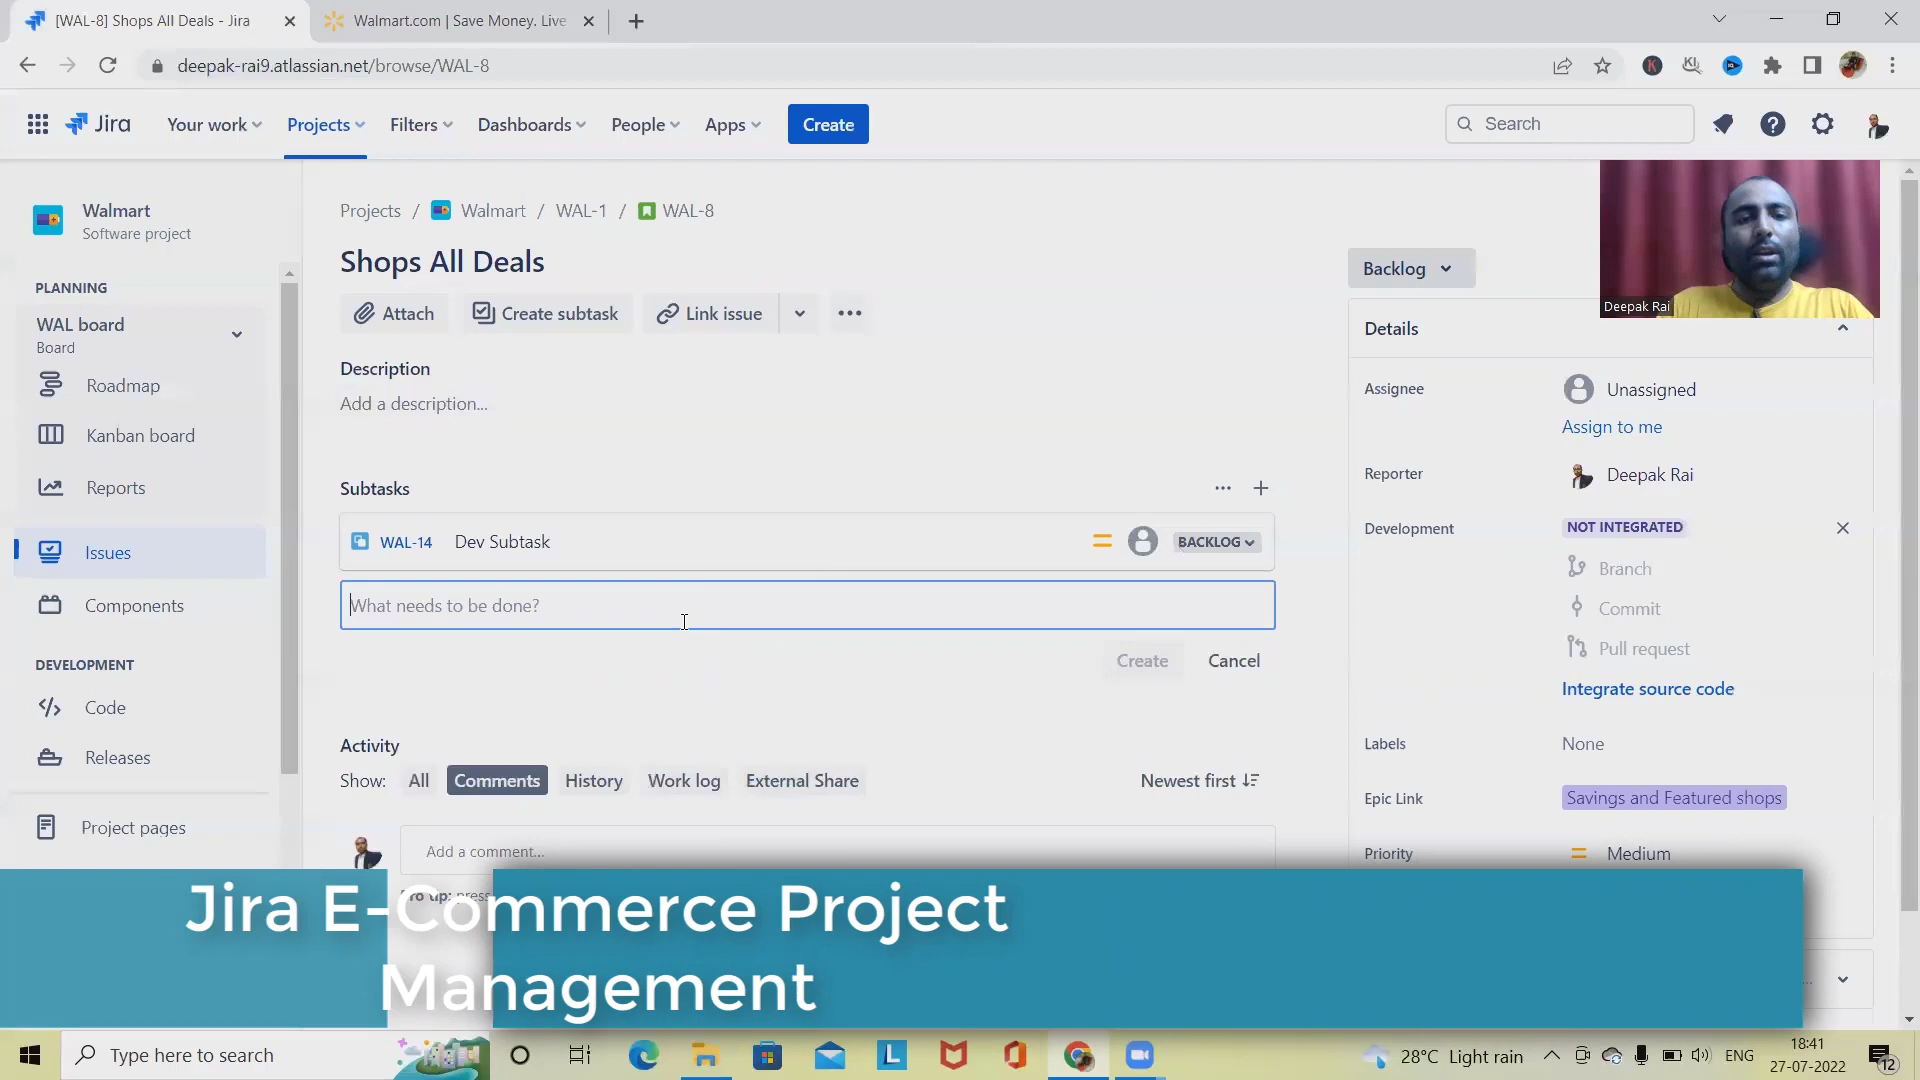 [WAL-8] Shops All Deals - Jira
Walmart.com | Save Money. Live
deepak-rai9.atlassian.net/browse/WAL-8
Jira
Your work
Projects
Filters
Dashboards
People
Apps
Create
Search
Walmart
Software project
PLANNING
WAL board
Board
Roadmap
Kanban board
Reports
Issues
Components
DEVELOPMENT
Code
Releases
Project pages
Projects / Walmart / WAL-1 / WAL-8
Shops All Deals
Attach
Create subtask
Link issue
Description
Add a description...
Subtasks
WAL-14 Dev Subtask
BACKLOG
What needs to be done?
Create
Cancel
Activity
Show:
All
Comments
History
Work log
External Share
Newest first
Add a comment...
Backlog
Deepak Rai
Details
Assignee
Unassigned
Assign to me
Reporter
Deepak Rai
Development
NOT INTEGRATED
Branch
Commit
Pull request
Integrate source code
Labels
None
Epic Link
Savings and Featured shops
Priority
Medium
Jira E-Commerce Project
Management
Type here to search
28°C Light rain
ENG
18:41
27-07-2022
12